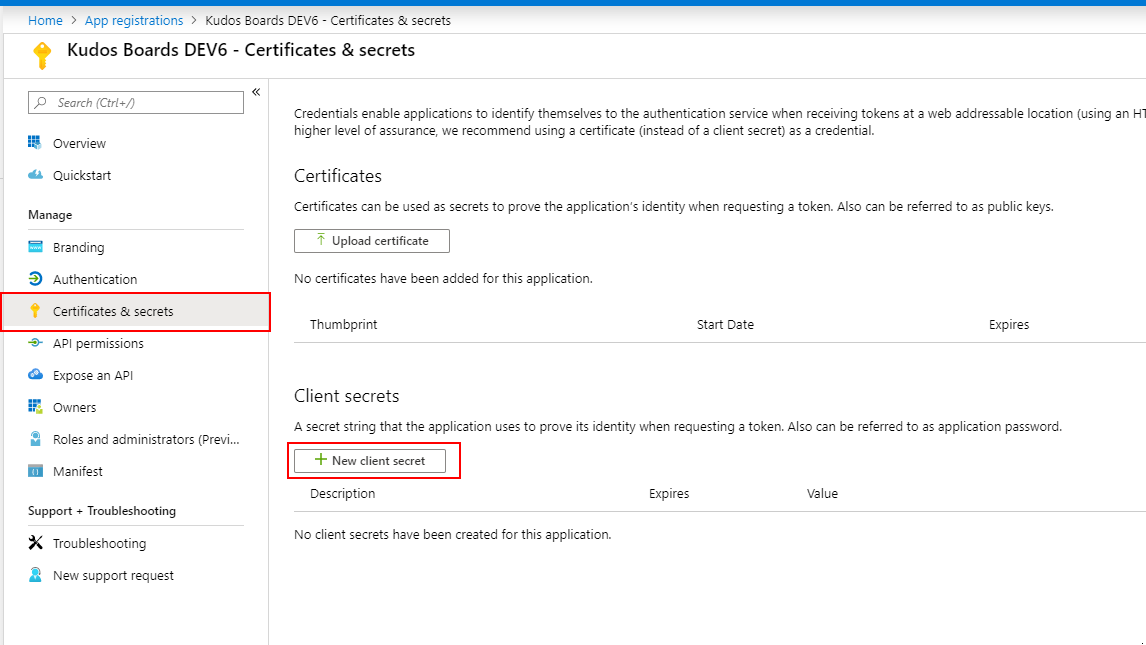 Home > App registrations > Kudos Boards DEV6 - Certificates & secrets
Kudos Boards DEV6 - Certificates & secrets
Search (Ctrl+/)
«
Overview
Quickstart
Manage
Branding
Authentication
Certificates & secrets
API permissions
Expose an API
Owners
Roles and administrators (Previ...
Manifest
Support + Troubleshooting
Troubleshooting
New support request
Credentials enable applications to identify themselves to the authentication service when receiving tokens at a web addressable location (using an HT
higher level of assurance, we recommend using a certificate (instead of a client secret) as a credential.
Certificates
Certificates can be used as secrets to prove the application's identity when requesting a token. Also can be referred to as public keys.
Upload certificate
No certificates have been added for this application.
Thumbprint Start Date Expires
Client secrets
A secret string that the application uses to prove its identity when requesting a token. Also can be referred to as application password.
New client secret
Description Expires Value
No client secrets have been created for this application.